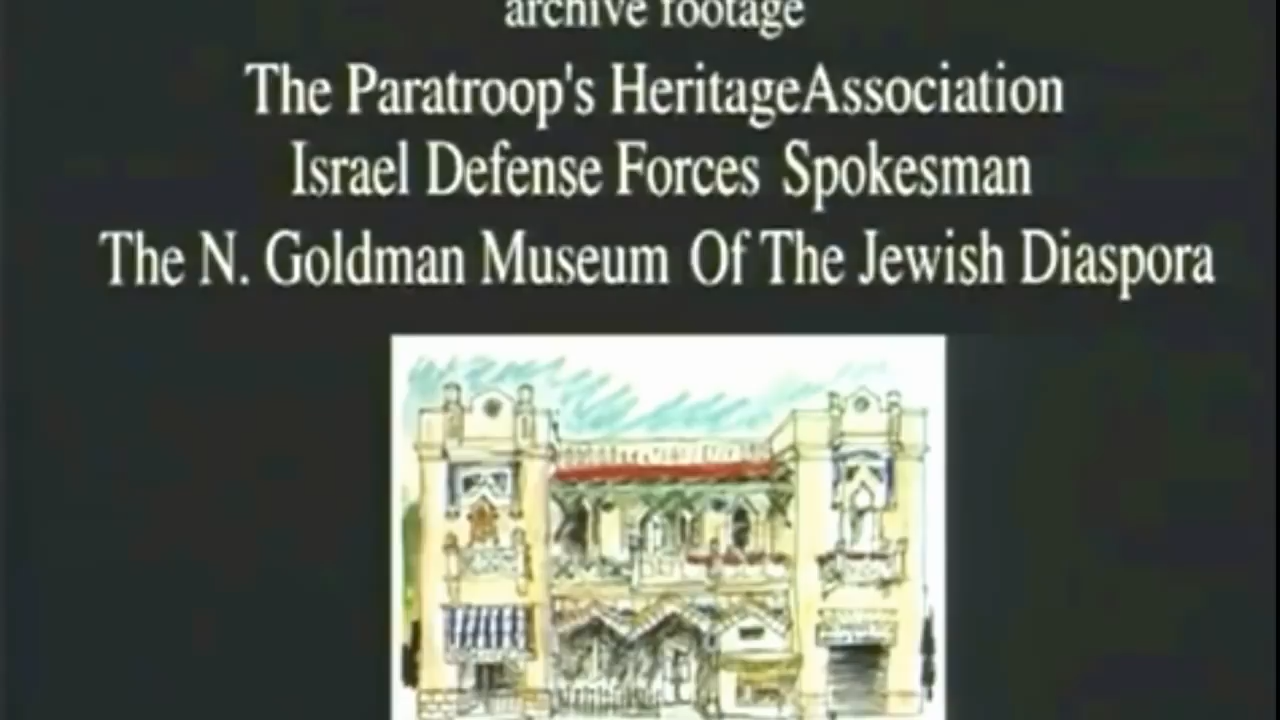 archive footage
The Paratroop's HeritageAssociation
Israel Defense Forces Spokesman
The N. Goldman Museum Of The Jewish Diaspora